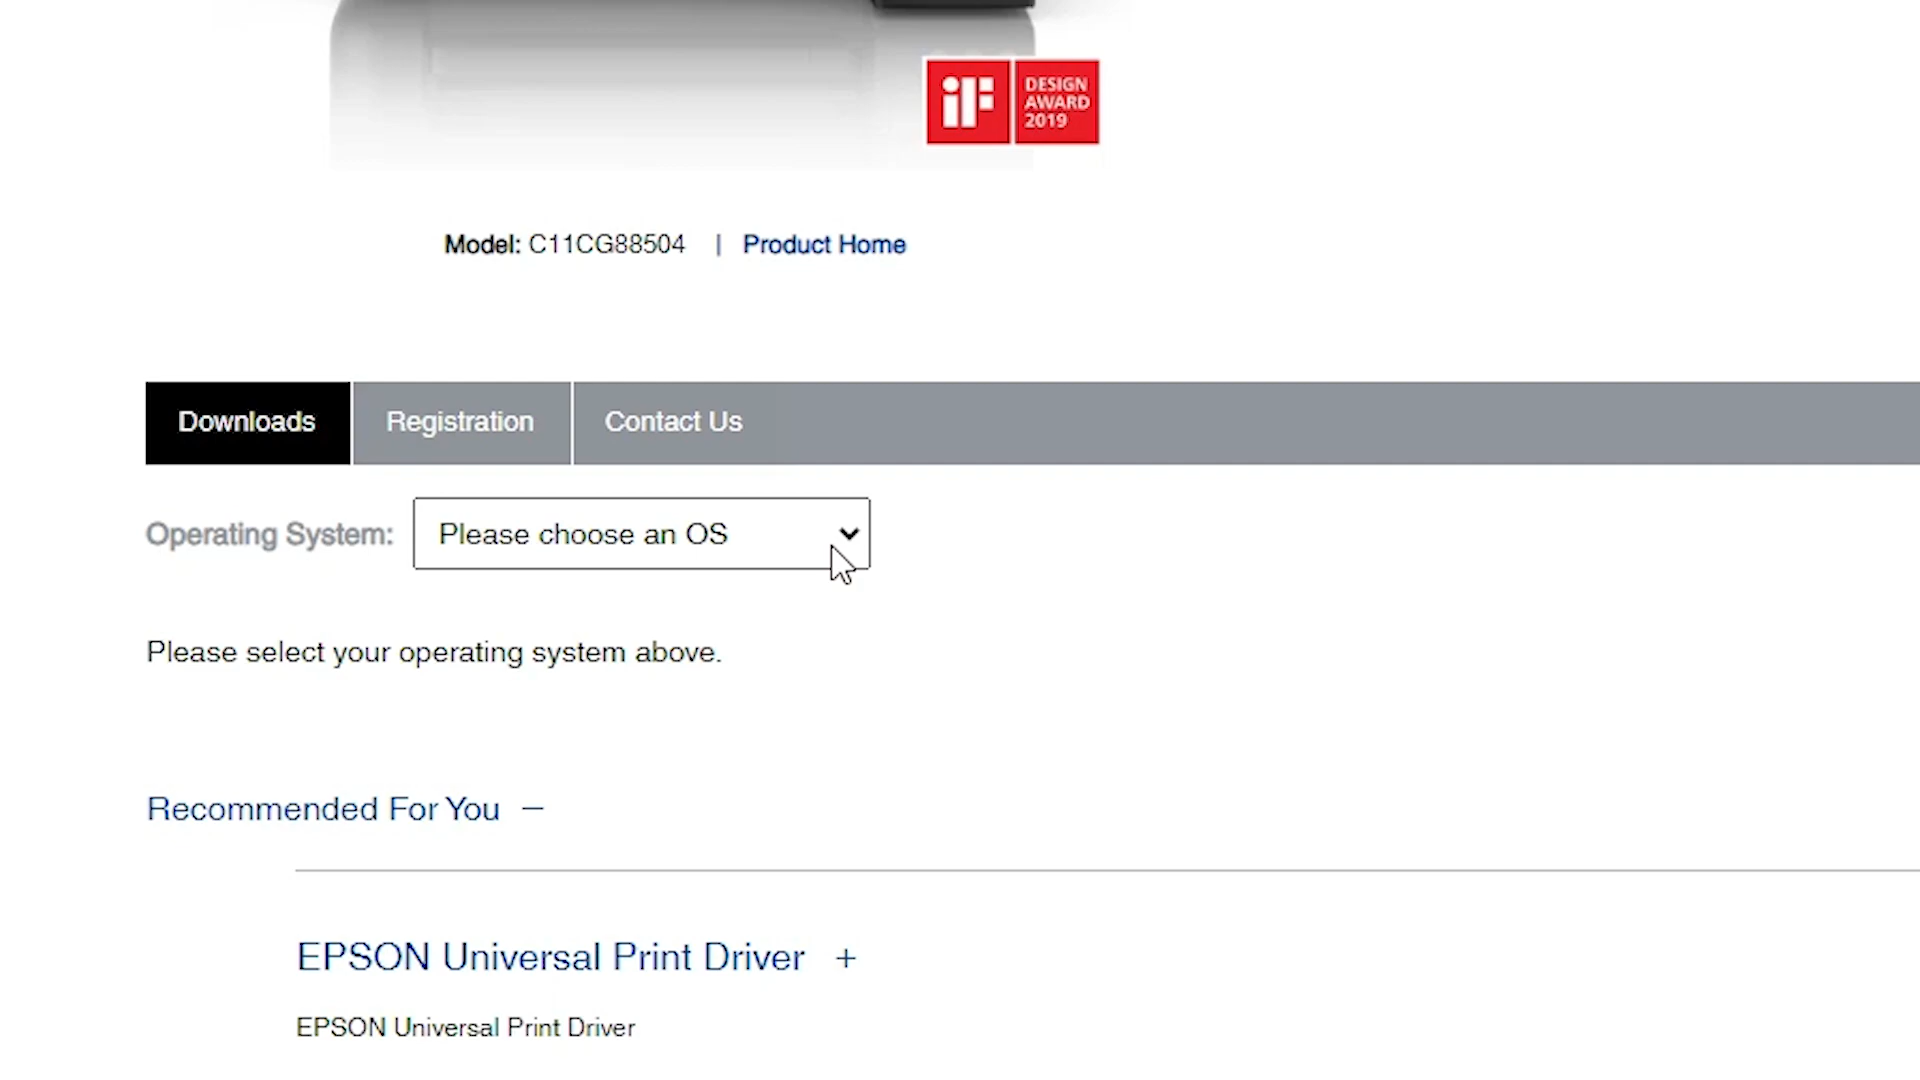 iF DESIGN
AWARD
2019
Model: C11CG88504 | Product Home
Downloads Registration Contact Us
Operating System: Please choose an OS
Please select your operating system above.
Recommended For You —
EPSON Universal Print Driver +
EPSON Universal Print Driver